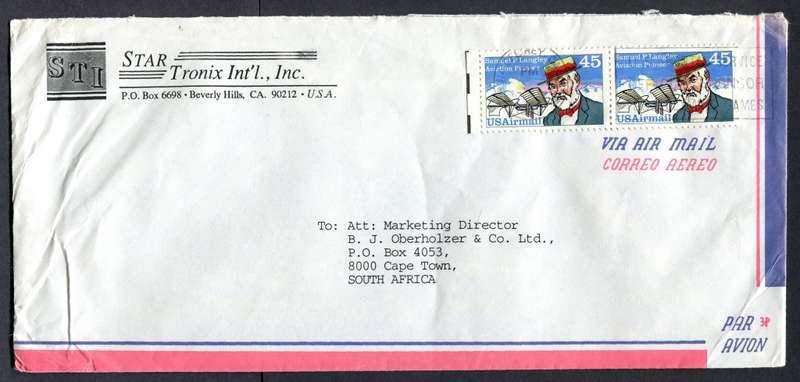 STI
STAR
Tronix Int'l., Inc.
P.O. Box 6698 • Beverly Hills, CA. 90212 • U.S.A.
Samuel P. Langley
Aviation Pioneer
45
USAirmail
Samuel P. Langley
Aviation Pioneer
45
USAirmail
VIA AIR MAIL
CORREO AEREO
To: Att: Marketing Director
B. J. Oberholzer & Co. Ltd.,
P.O. Box 4053,
8000 Cape Town,
SOUTH AFRICA
PAR
AVION